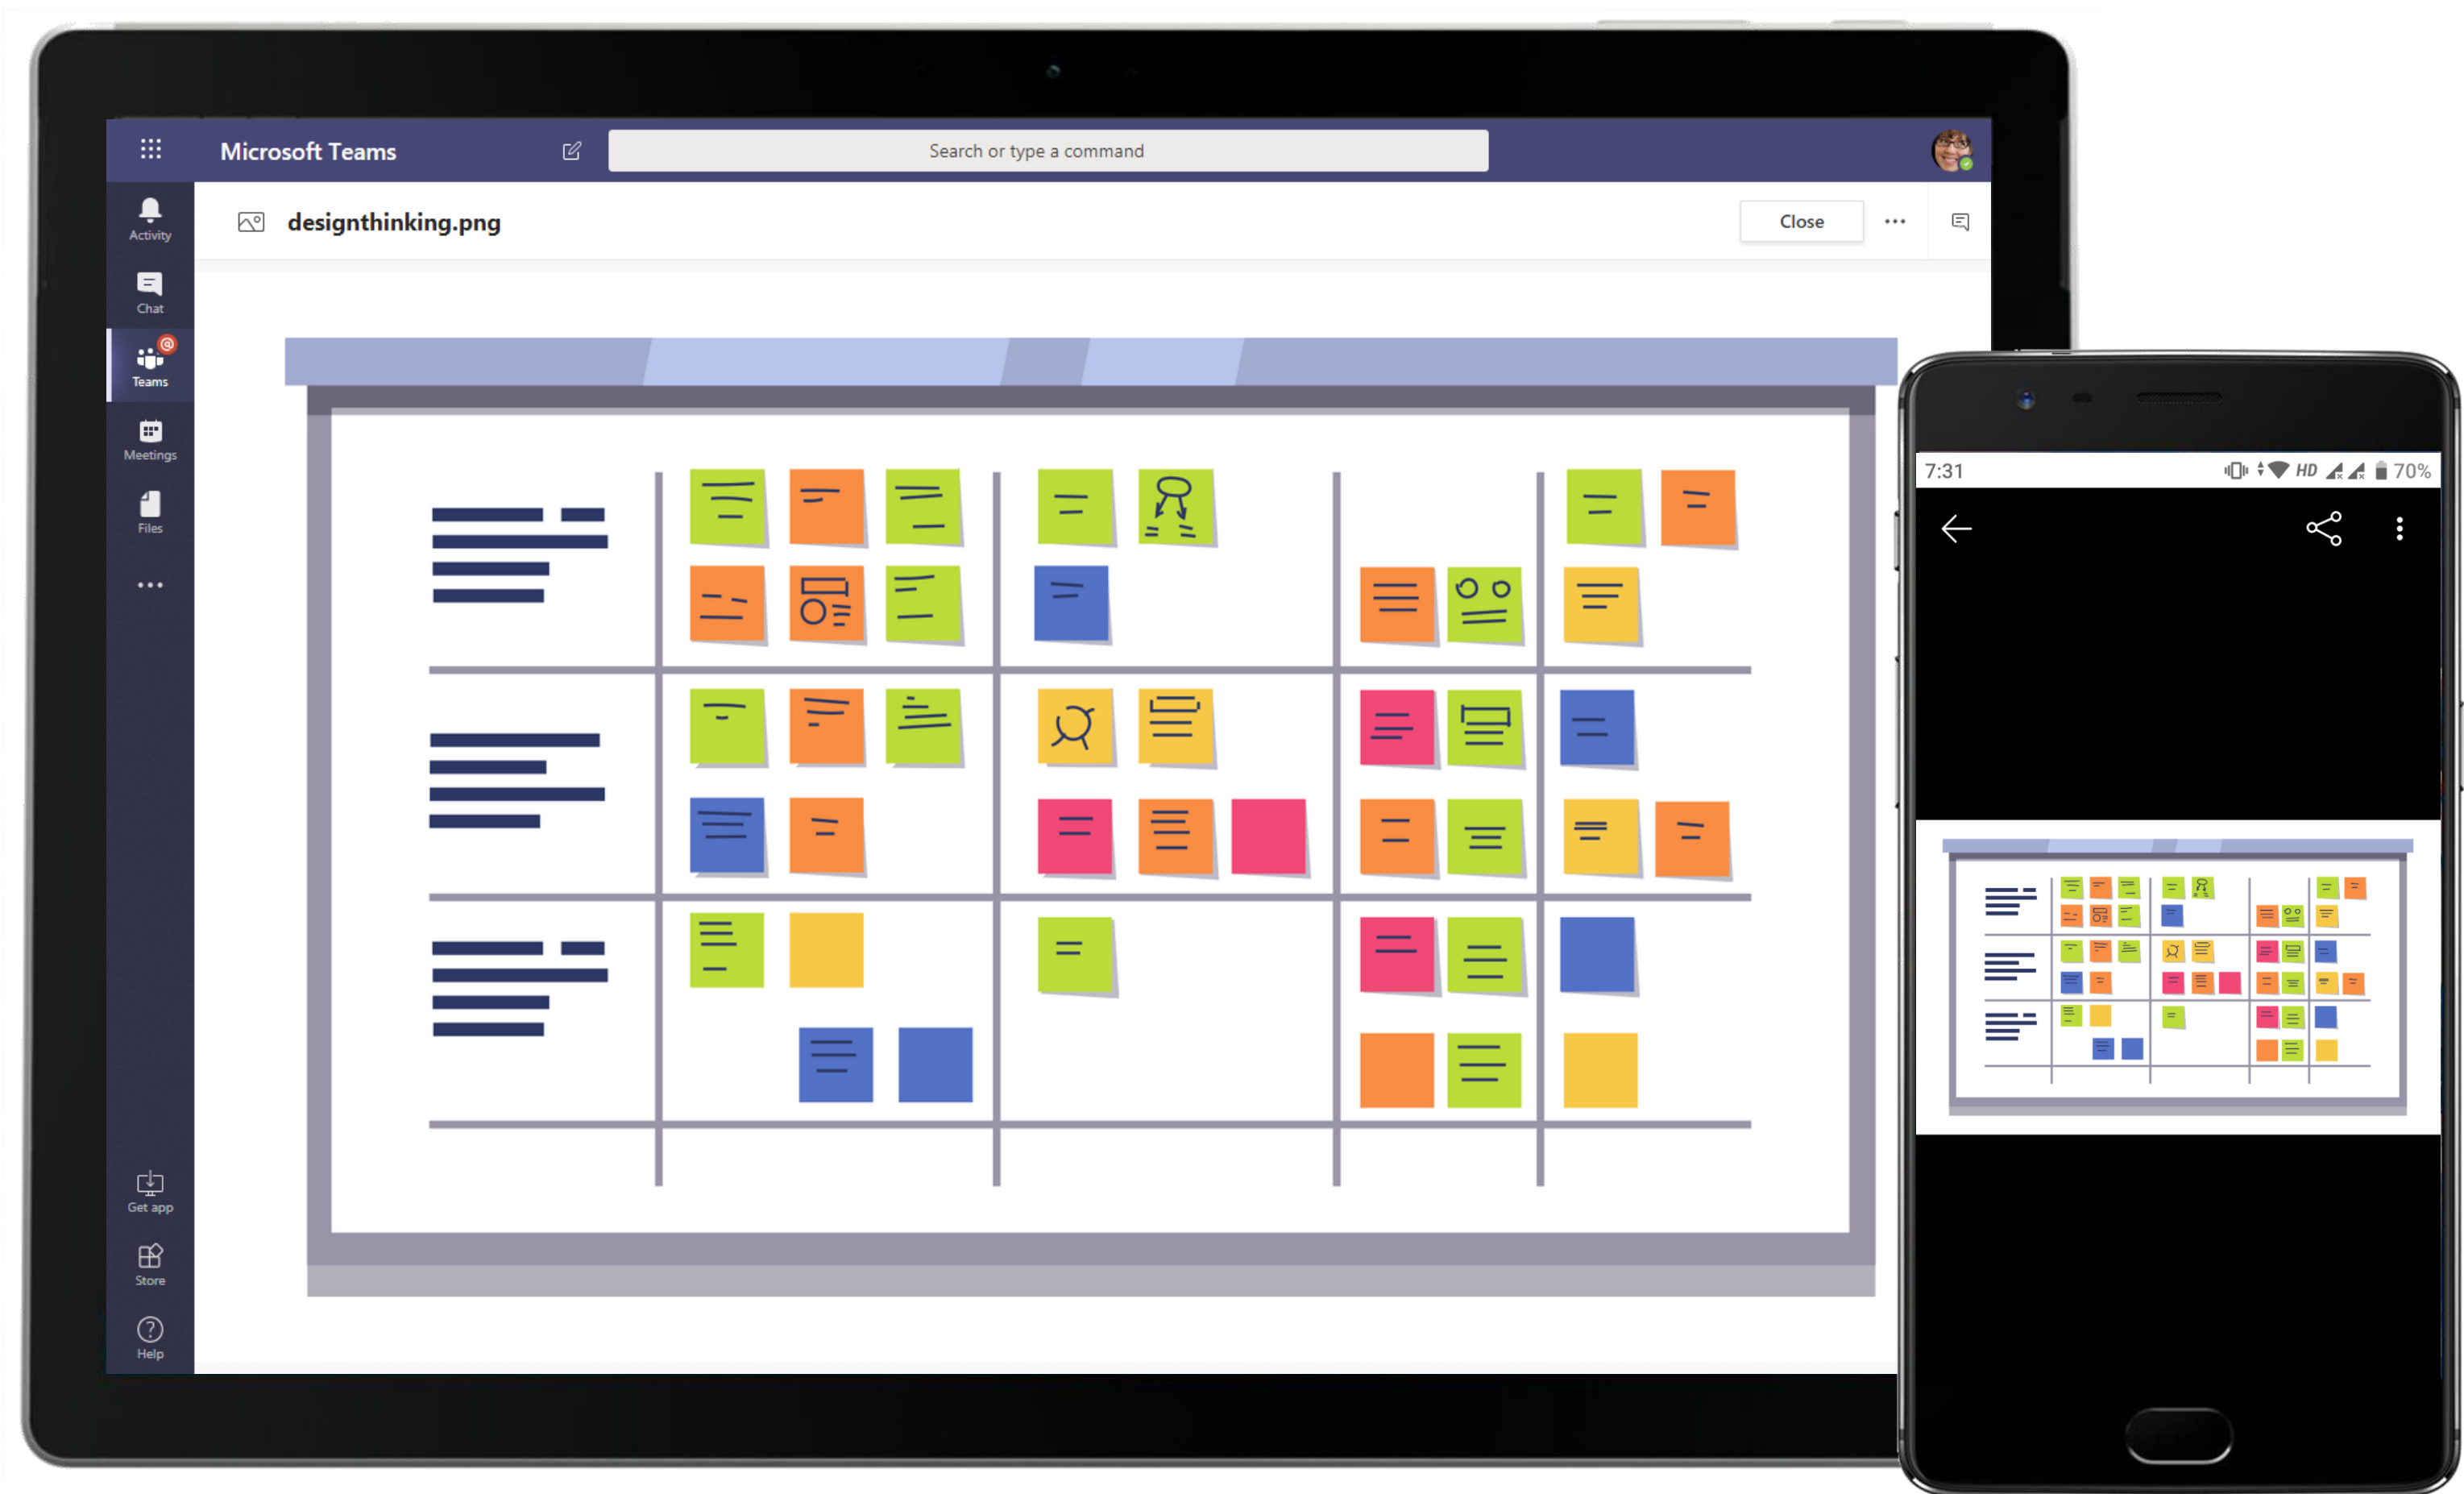 Microsoft Teams
Search or type a command
Activity
designthinking.png
Close
Chat
@
Teams
Meetings
Files
Get app
Store
Help
7:31
HD
70%